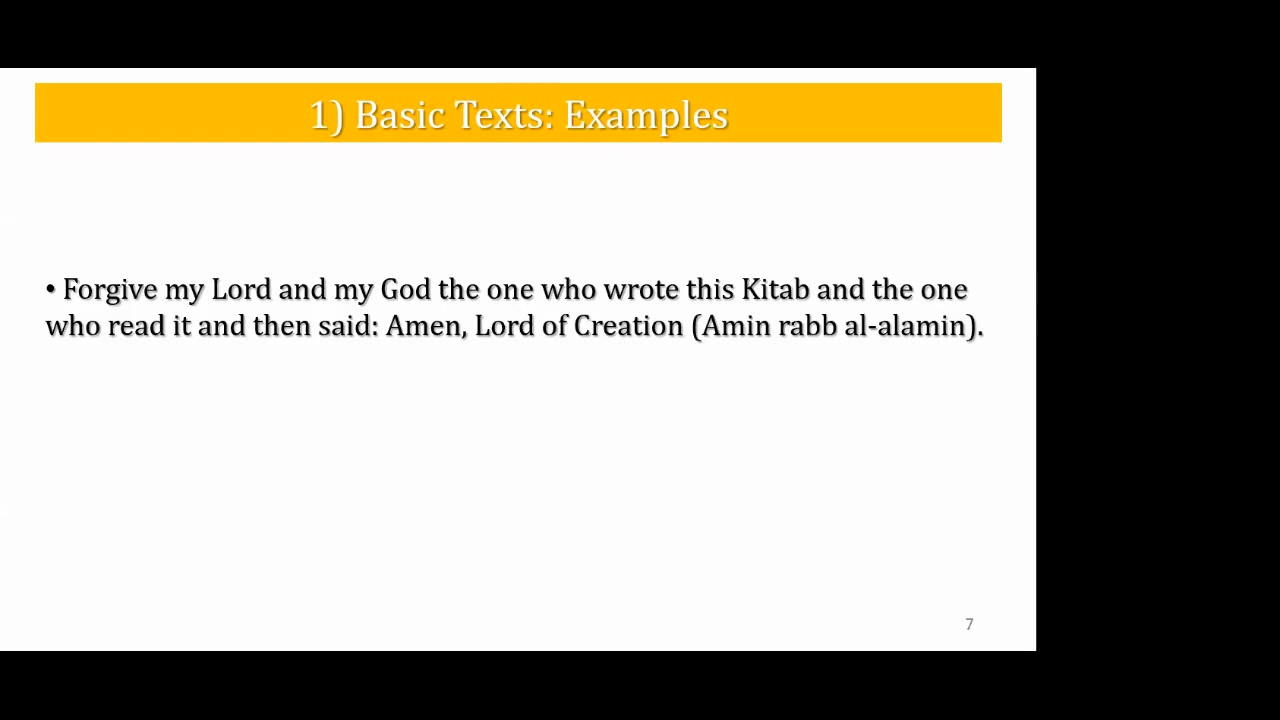 1) Basic Texts: Examples
• Forgive my Lord and my God the one who wrote this Kitab and the one
who read it and then said: Amen, Lord of Creation (Amin rabb al-alamin).
7